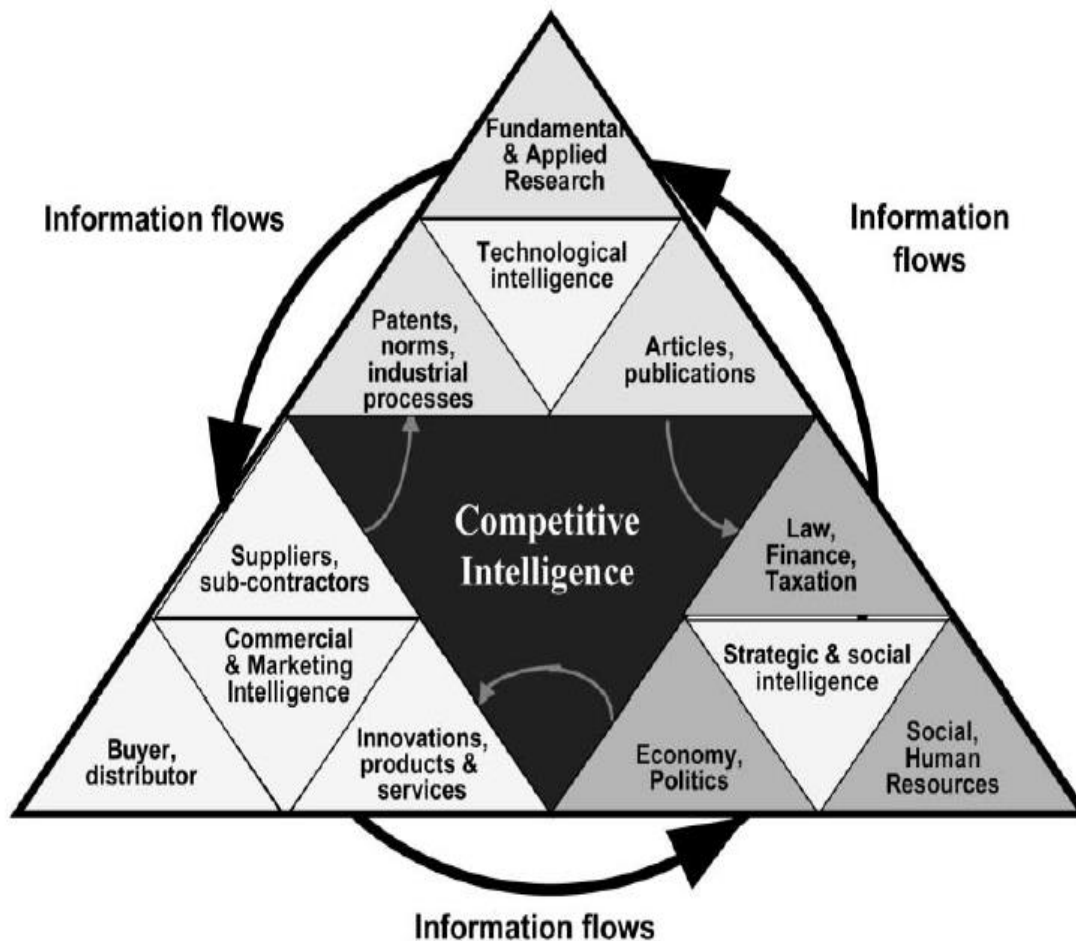 Fundamental
& Applied
Research
Information flows
Information
flows
Technological
intelligence
Patents,
norms,
industrial
processes
Articles,
publications
Competitive
Intelligence
Law,
Finance,
Taxation
Suppliers,
sub-contractors
Commercial
& Marketing
Intelligence
Strategic & social
intelligence
Buyer,
distributor
Innovations,
products &
services
Economy,
Politics
Social,
Human
Resources
Information flows